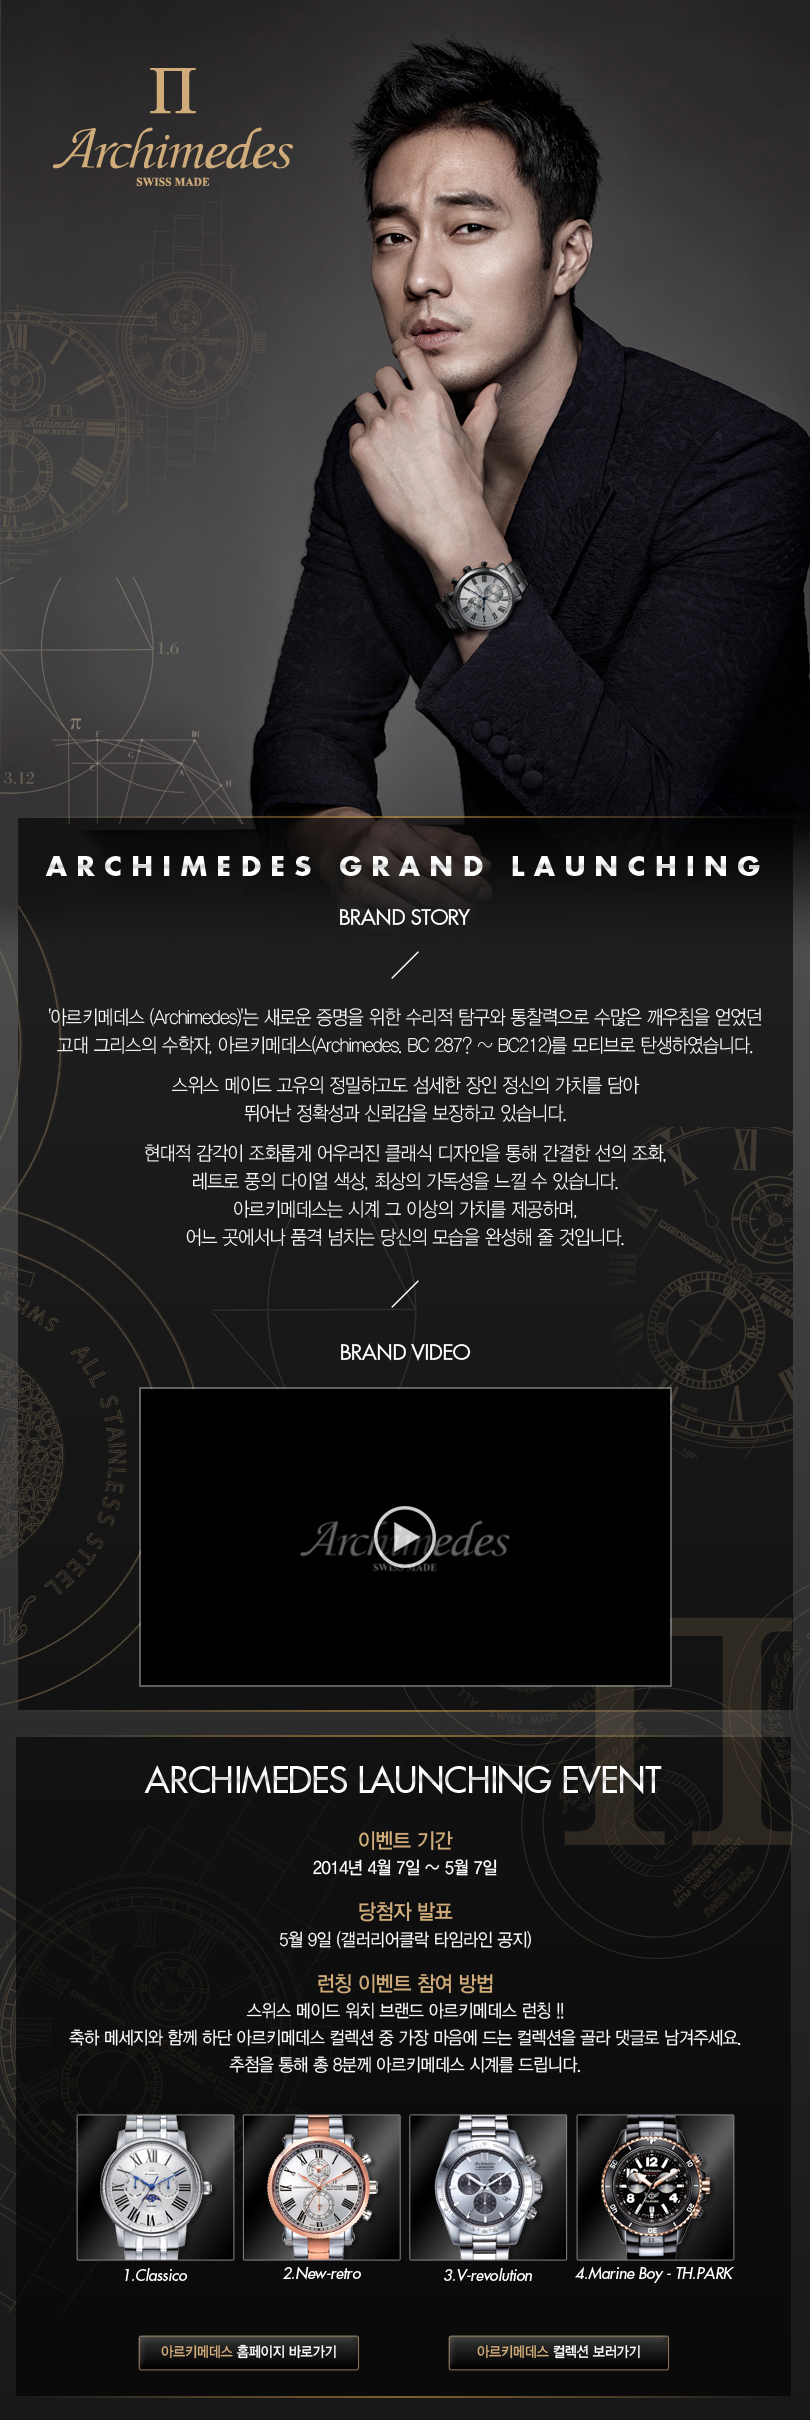 Π
Archimedes
SWISS MADE
1.6
π
3.12
ARCHIMEDES GRAND LAUNCHING
BRAND STORY
'아르키메데스 (Archimedes)'는 새로운 증명을 위한 수리적 탐구와 통찰력으로 수많은 깨우침을 얻었던
고대 그리스의 수학자, 아르키메데스(Archimedes, BC 287? ~ BC212)를 모티브로 탄생하였습니다.
스위스 메이드 고유의 정밀하고도 섬세한 장인 정신의 가치를 담아
뛰어난 정확성과 신뢰감을 보장하고 있습니다.
현대적 감각이 조화롭게 어우러진 클래식 디자인을 통해 간결한 선의 조화,
레트로 풍의 다이얼 색상, 최상의 가독성을 느낄 수 있습니다.
아르키메데스는 시계 그 이상의 가치를 제공하며,
어느 곳에서나 품격 넘치는 당신의 모습을 완성해 줄 것입니다.
SWISS
ALL STAINLESS STEEL
CHRONOGRAPH
BRAND VIDEO
Archimedes
SWISS MADE
Π
ARCHIMEDES LAUNCHING EVENT
이벤트 기간
2014년 4월 7일 ~ 5월 7일
당첨자 발표
5월 9일 (갤러리어클락 타임라인 공지)
런칭 이벤트 참여 방법
스위스 메이드 워치 브랜드 아르키메데스 런칭 !!
축하 메세지와 함께 하단 아르키메데스 컬렉션 중 가장 마음에 드는 컬렉션을 골라 댓글로 남겨주세요.
추첨을 통해 총 8분께 아르키메데스 시계를 드립니다.
1.Classico
2.New-retro
3.V-revolution
4.Marine Boy - TH.PARK
아르키메데스 홈페이지 바로가기
아르키메데스 컬렉션 보러가기